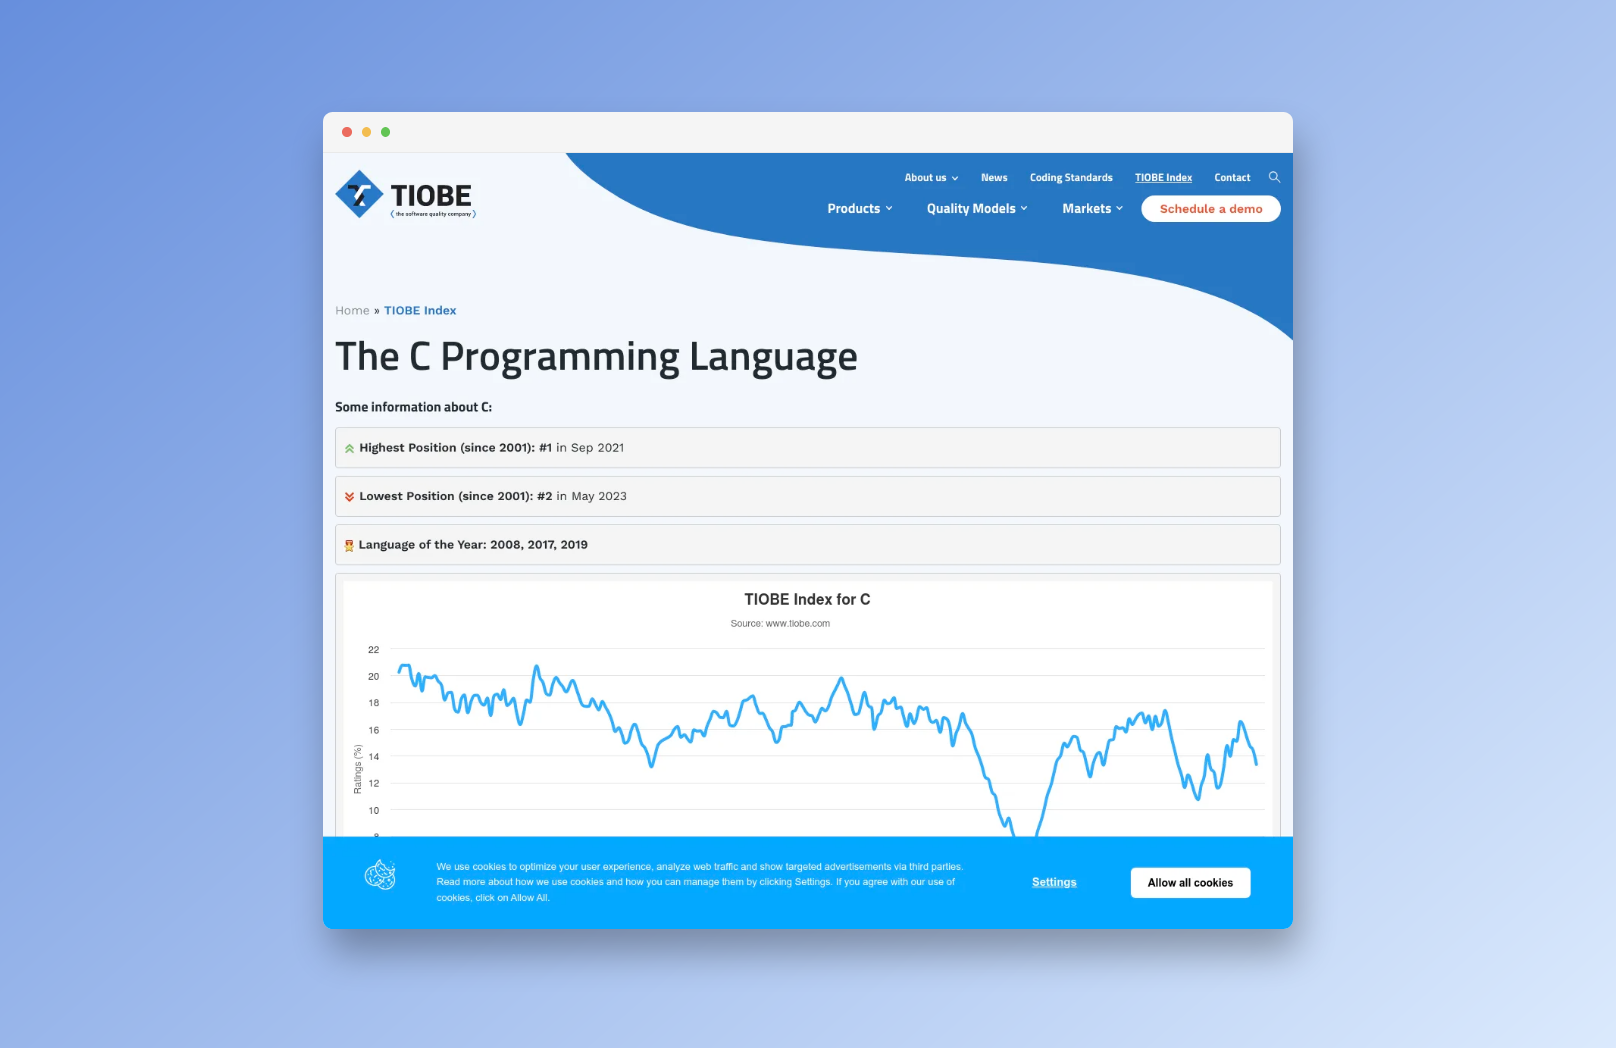 TIOBE
( the software quality company )
About us
News
Coding Standards
TIOBE Index
Contact
Products
Quality Models
Markets
Schedule a demo
Home » TIOBE Index
The C Programming Language
Some information about C:
Highest Position (since 2001): #1 in Sep 2021
Lowest Position (since 2001): #2 in May 2023
Language of the Year: 2008, 2017, 2019
TIOBE Index for C
Source: www.tiobe.com
Ratings (%)
22
20
18
16
14
12
10
8
We use cookies to optimize your user experience, analyze web traffic and show targeted advertisements via third parties.
Read more about how we use cookies and how you can manage them by clicking Settings. If you agree with our use of
cookies, click on Allow All.
Settings
Allow all cookies